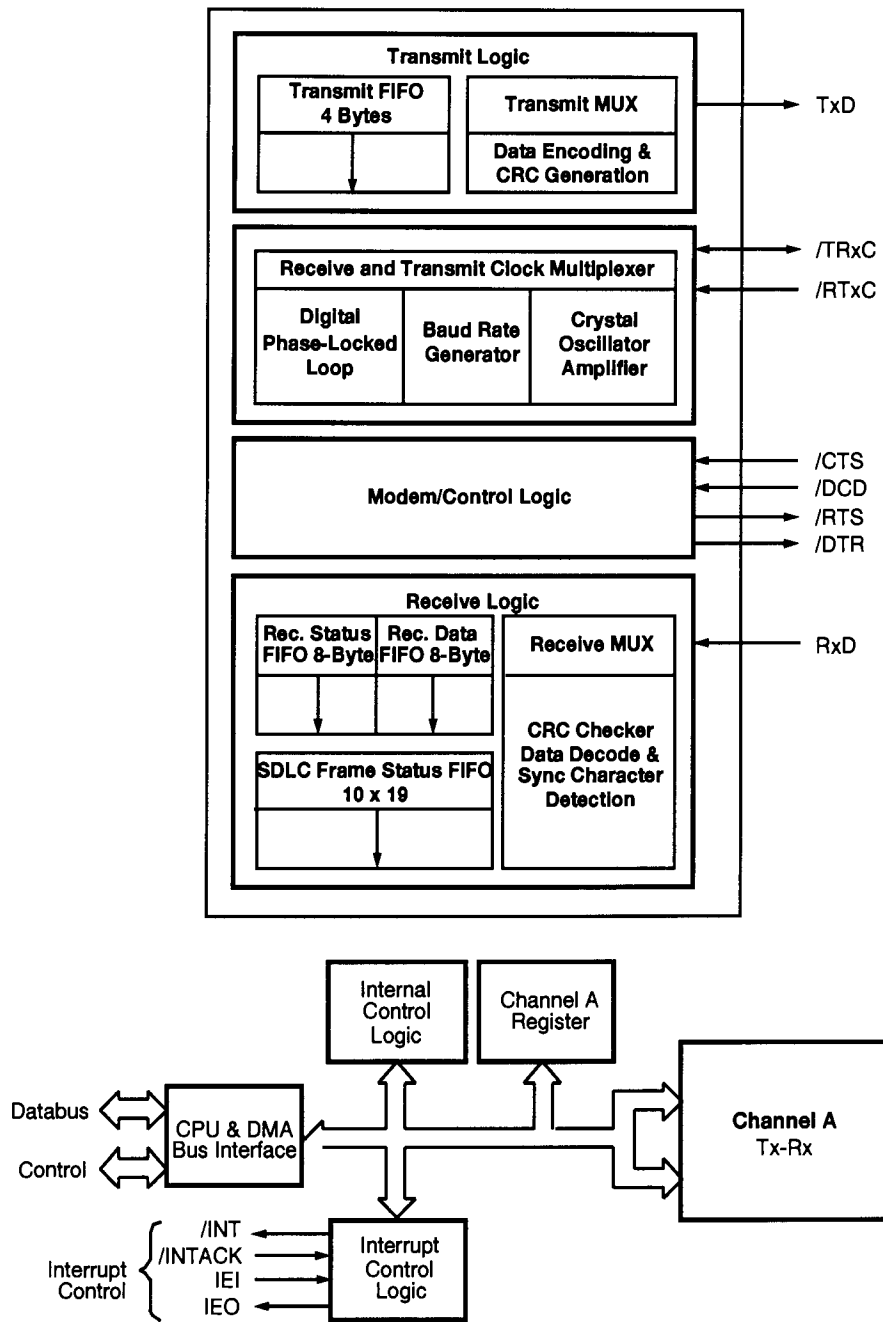 Transmit Logic
Transmit FIFO
4 Bytes
Transmit MUX
Data Encoding &
CRC Generation
TxD
Receive and Transmit Clock Multiplexer
Digital
Phase-Locked
Loop
Baud Rate
Generator
Crystal
Oscillator
Amplifier
/TRxC
/RTxC
Modem/Control Logic
/CTS
/DCD
/RTS
/DTR
Receive Logic
Rec. Status
FIFO 8-Byte
Rec. Data
FIFO 8-Byte
Receive MUX
CRC Checker
Data Decode &
Sync Character
Detection
SDLC Frame Status FIFO
10 x 19
RxD
Internal
Control
Logic
Channel A
Register
Databus
Control
CPU & DMA
Bus Interface
Channel A
Tx-Rx
Interrupt
Control
/INT
/INTACK
IEI
IEO
Interrupt
Control
Logic